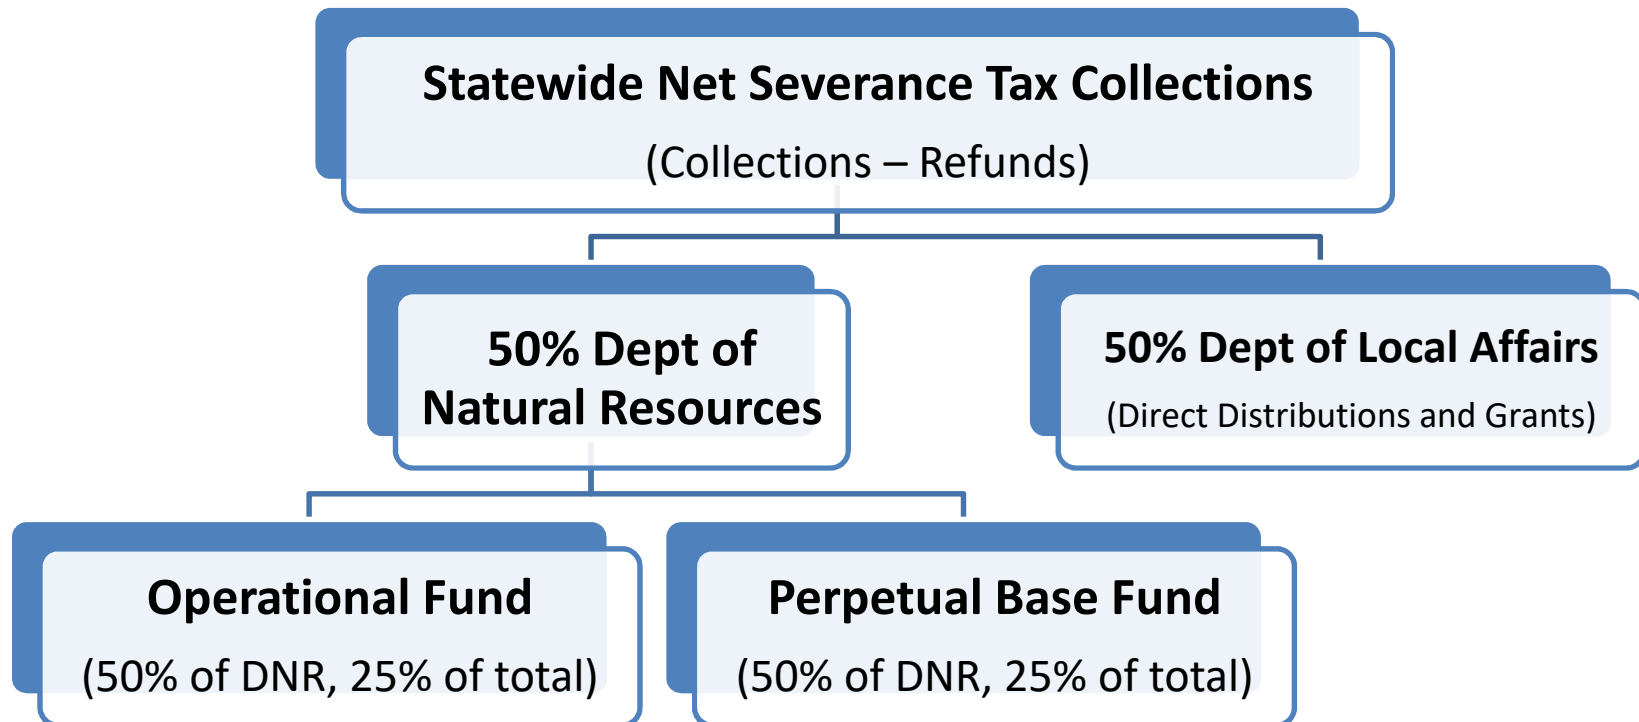 Statewide Net Severance Tax Collections
(Collections – Refunds)
50% Dept of
Natural Resources
50% Dept of Local Affairs
(Direct Distributions and Grants)
Operational Fund
(50% of DNR, 25% of total)
Perpetual Base Fund
(50% of DNR, 25% of total)